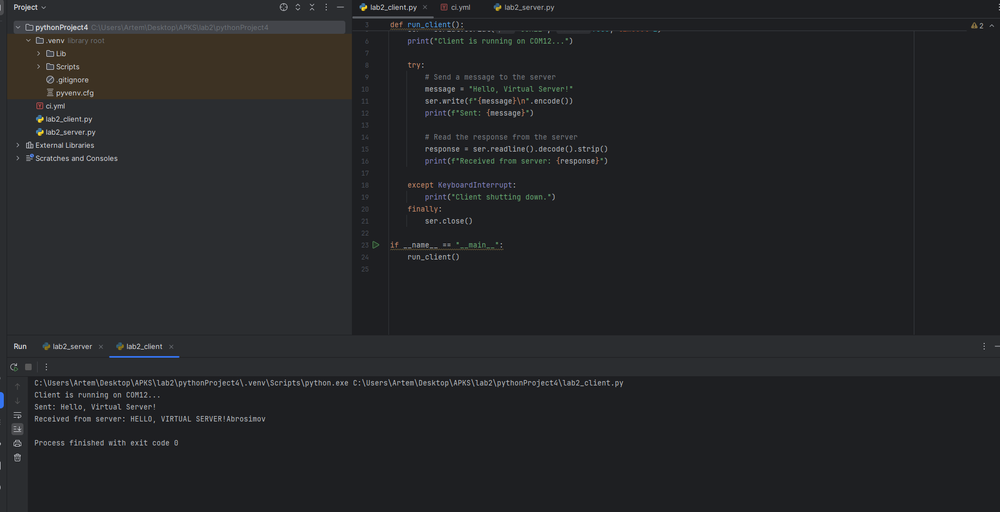 Project
pythonProject4 C:\Users\Artem\Desktop\APKS\lab2\pythonProject4
.venv library root
Lib
Scripts
.gitignore
pyvenv.cfg
ci.yml
lab2_client.py
lab2_server.py
External Libraries
Scratches and Consoles
lab2_client.py ci.yml lab2_server.py
2
3 def run_client():
6 print("Client is running on COM12...")
7
8 try:
9 # Send a message to the server
10 message = "Hello, Virtual Server!"
11 ser.write(f"{message}\n".encode())
12 print(f"Sent: {message}")
13
14 # Read the response from the server
15 response = ser.readline().decode().strip()
16 print(f"Received from server: {response}")
17
18 except KeyboardInterrupt:
19 print("Client shutting down.")
20 finally:
21 ser.close()
22
23 if __name__ == "__main__":
24 run_client()
25
Run lab2_server lab2_client
C:\Users\Artem\Desktop\APKS\lab2\pythonProject4\.venv\Scripts\python.exe C:\Users\Artem\Desktop\APKS\lab2\pythonProject4\lab2_client.py
Client is running on COM12...
Sent: Hello, Virtual Server!
Received from server: HELLO, VIRTUAL SERVER!Abrosimov
Process finished with exit code 0